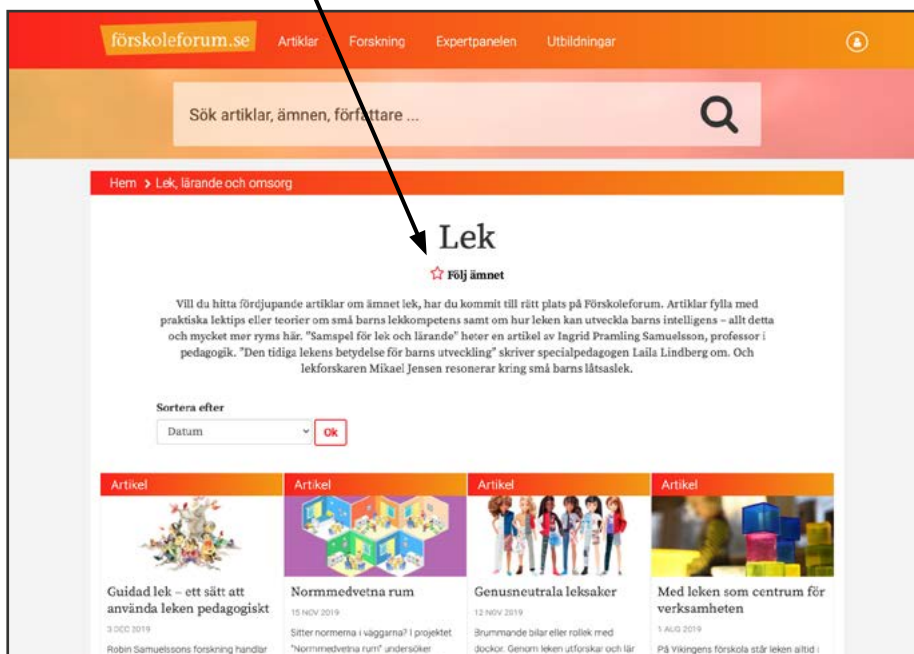 förskoleforum.se Artiklar Forskning Expertpanelen Utbildningar
Sök artiklar, ämnen, författare ...
Hem > Lek, lärande och omsorg
Lek
Följ ämnet
Vill du hitta fördjupande artiklar om ämnet lek, har du kommit till rätt plats på Förskoleforum. Artiklar fylla med
praktiska lektips eller teorier om små barns lekkompetens samt om hur leken kan utveckla barns intelligens – allt detta
och mycket mer ryms här. "Samspel för lek och lärande" heter en artikel av Ingrid Pramling Samuelsson, professor i
pedagogik. "Den tidiga lekens betydelse för barns utveckling" skriver specialpedagogen Laila Lindberg om. Och
lekforskaren Mikael Jensen resonerar kring små barns låtsaslek.
Sortera efter
Datum Ok
Artikel
Guidad lek – ett sätt att
använda leken pedagogiskt
3 DEC 2019
Robin Samuelssons forskning handlar
Artikel
Normmedvetna rum
15 NOV 2019
Sitter normerna i väggarna? I projektet
"Normmedvetna rum" undersöker
Artikel
Genusneutrala leksaker
12 NOV 2019
Brummande bilar eller rollek med
dockor. Genom leken utforskar och lär
Artikel
Med leken som centrum för
verksamheten
1 AUG 2019
På Vikingens förskola står leken alltid i